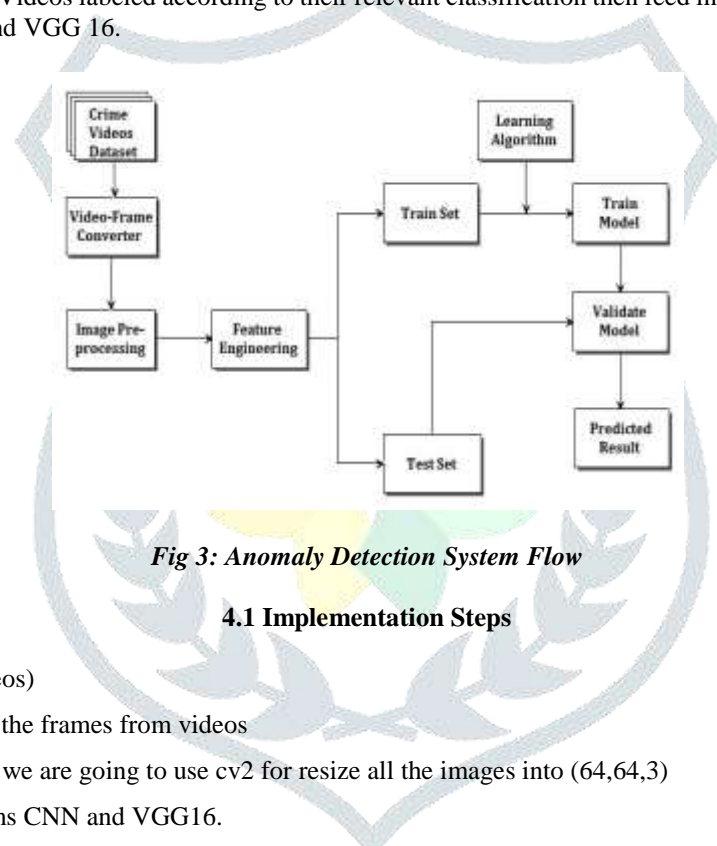 Videos labeled according to their relevant classification then feed in
nd VGG 16.
Crime
Videos
Dataset
Learning
Algorithm
Video-Frame
Converter
Train Set
Train
Model
Image Pre-
processing
Feature
Engineering
Validate
Model
Test Set
Predicted
Result
Fig 3: Anomaly Detection System Flow
4.1 Implementation Steps
eos)
the frames from videos
we are going to use cv2 for resize all the images into (64,64,3)
ns CNN and VGG16.